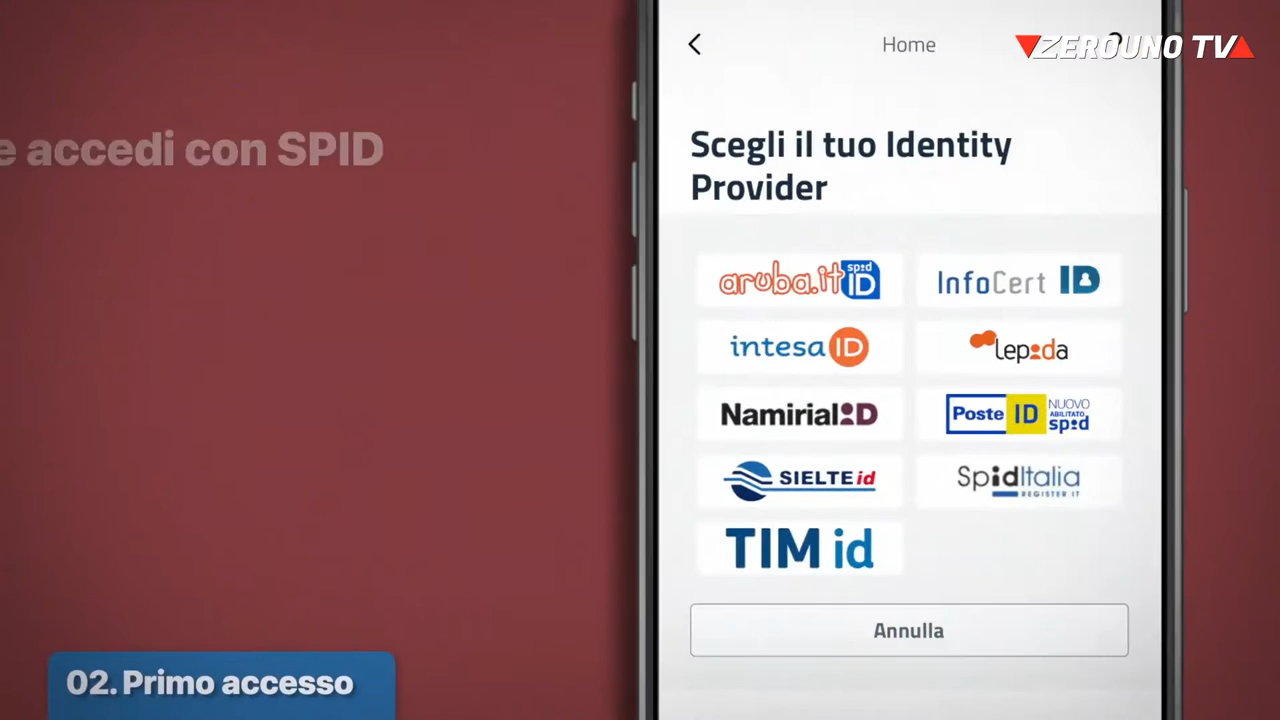 Home
ZEROUNO TV
e accedi con SPID
Scegli il tuo Identity
Provider
aruba.it spid ID
InfoCert ID
intesa ID
lepida
Namirial ID
Poste ID NUOVO ABILITATO spid
SIELTE id
SpidItalia
REGISTER.IT
TIM id
Annulla
02. Primo accesso